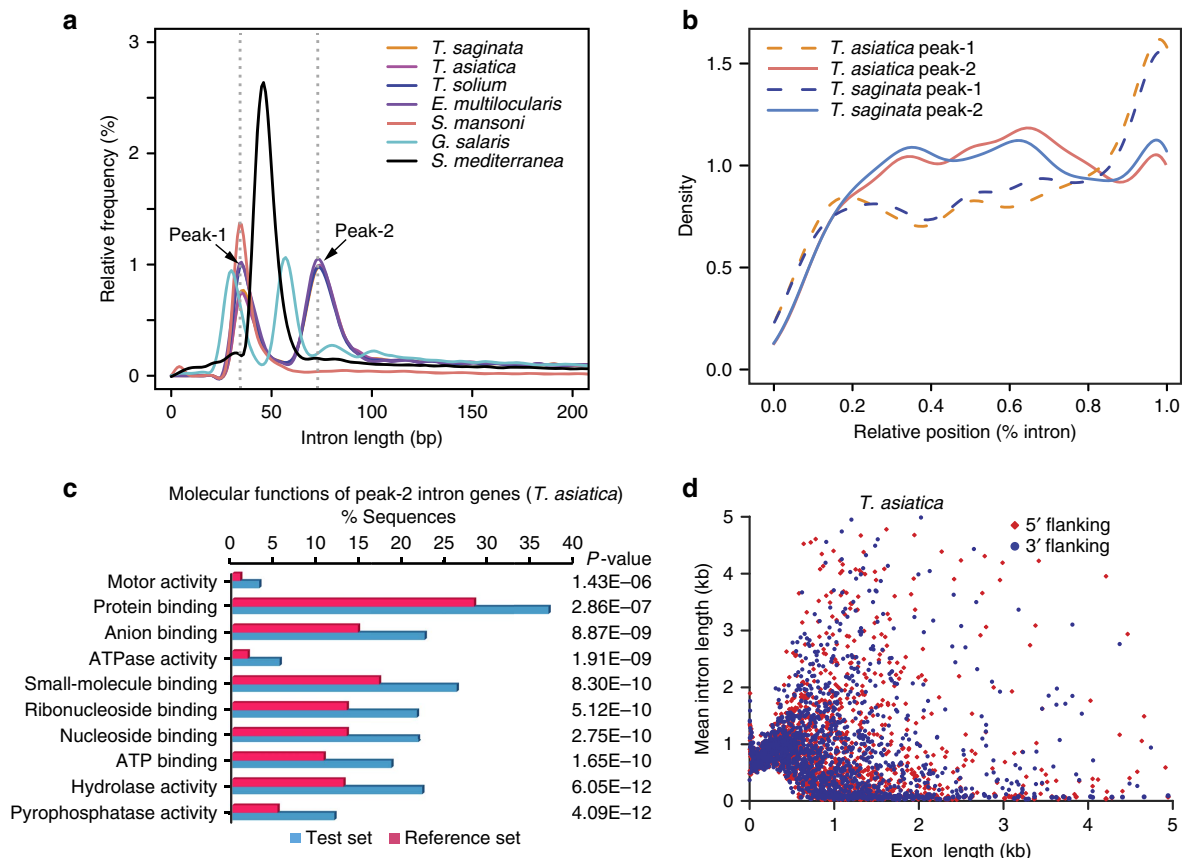 a
3
2
1
0
Relative frequency (%)
0
50
100
150
200
Intron length (bp)
Peak-1
Peak-2
T. saginata
T. asiatica
T. solium
E. multilocularis
S. mansoni
G. salaris
S. mediterranea
b
1.5
1.0
0.5
0.0
Density
0.0
0.2
0.4
0.6
0.8
1.0
Relative position (% intron)
T. asiatica peak-1
T. asiatica peak-2
T. saginata peak-1
T. saginata peak-2
c
Molecular functions of peak-2 intron genes (T. asiatica)
% Sequences
0 5 10 15 20 25 30 35 40
P-value
Motor activity 1.43E–06
Protein binding 2.86E–07
Anion binding 8.87E–09
ATPase activity 1.91E–09
Small-molecule binding 8.30E–10
Ribonucleoside binding 5.12E–10
Nucleoside binding 2.75E–10
ATP binding 1.65E–10
Hydrolase activity 6.05E–12
Pyrophosphatase activity 4.09E–12
Test set
Reference set
d
T. asiatica
5′ flanking
3′ flanking
5
4
3
2
1
0
Mean intron length (kb)
0 1 2 3 4 5
Exon length (kb)